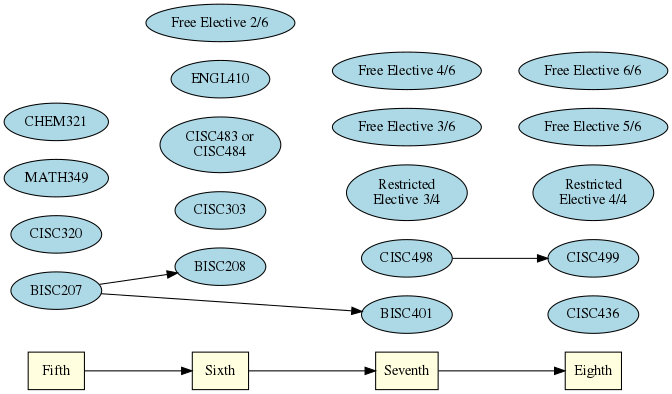 Free Elective 2/6
ENGL410
Free Elective 4/6
Free Elective 6/6
CHEM321
CISC483 or
CISC484
Free Elective 3/6
Free Elective 5/6
MATH349
Restricted
Elective 3/4
Restricted
Elective 4/4
CISC320
CISC303
CISC498
CISC499
BISC207
BISC208
BISC401
CISC436
Fifth
Sixth
Seventh
Eighth